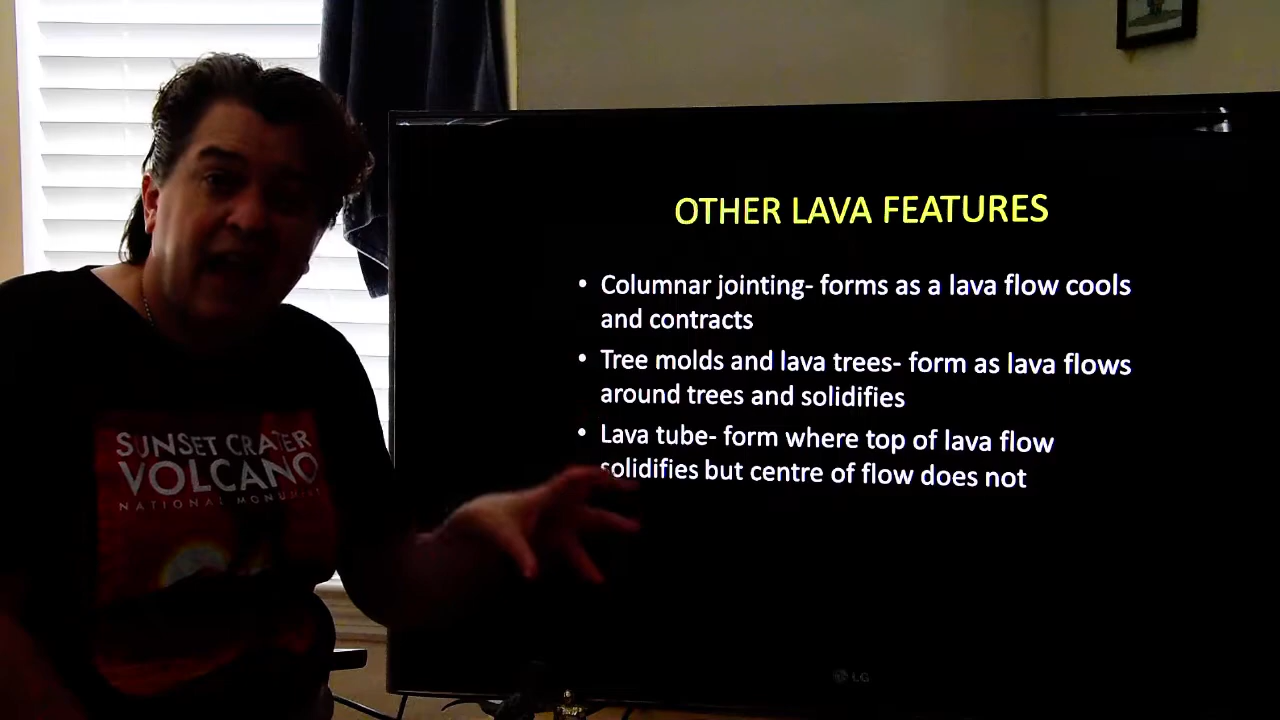 OTHER LAVA FEATURES
• Columnar jointing- forms as a lava flow cools
and contracts
• Tree molds and lava trees- form as lava flows
around trees and solidifies
• Lava tube- form where top of lava flow
solidifies but centre of flow does not
SUNSET CRATER
VOLCANO
NATIONAL MONUMENT
LG